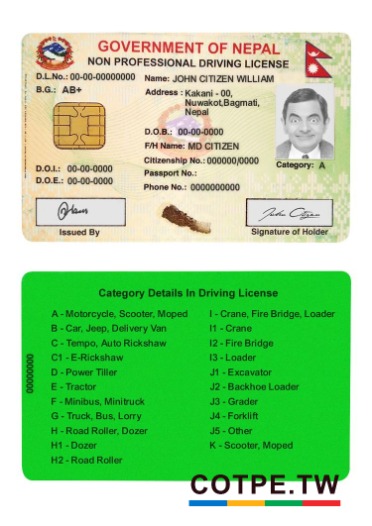 GOVERNMENT OF NEPAL
NON PROFESSIONAL DRIVING LICENSE
D.L.No.: 00-00-00000000
Name: JOHN CITIZEN WILLIAM
B.G.: AB+
Address : Kakani - 00,
Nuwakot,Bagmati,
Nepal
D.O.B.: 00-00-0000
F/H Name: MD CITIZEN
Citizenship No.: 000000/0000
Category: A
D.O.I.: 00-00-0000
Passport No.:
D.O.E.: 00-00-0000
Phone No.: 0000000000
Issued By
John Citizen
Signature of Holder
Category Details In Driving License
A - Motorcycle, Scooter, Moped
B - Car, Jeep, Delivery Van
C - Tempo, Auto Rickshaw
C1 - E-Rickshaw
D - Power Tiller
E - Tractor
F - Minibus, Minitruck
G - Truck, Bus, Lorry
H - Road Roller, Dozer
H1 - Dozer
H2 - Road Roller
I - Crane, Fire Bridge, Loader
I1 - Crane
I2 - Fire Bridge
I3 - Loader
J1 - Excavator
J2 - Backhoe Loader
J3 - Grader
J4 - Forklift
J5 - Other
K - Scooter, Moped
00000000
COTPE.TW